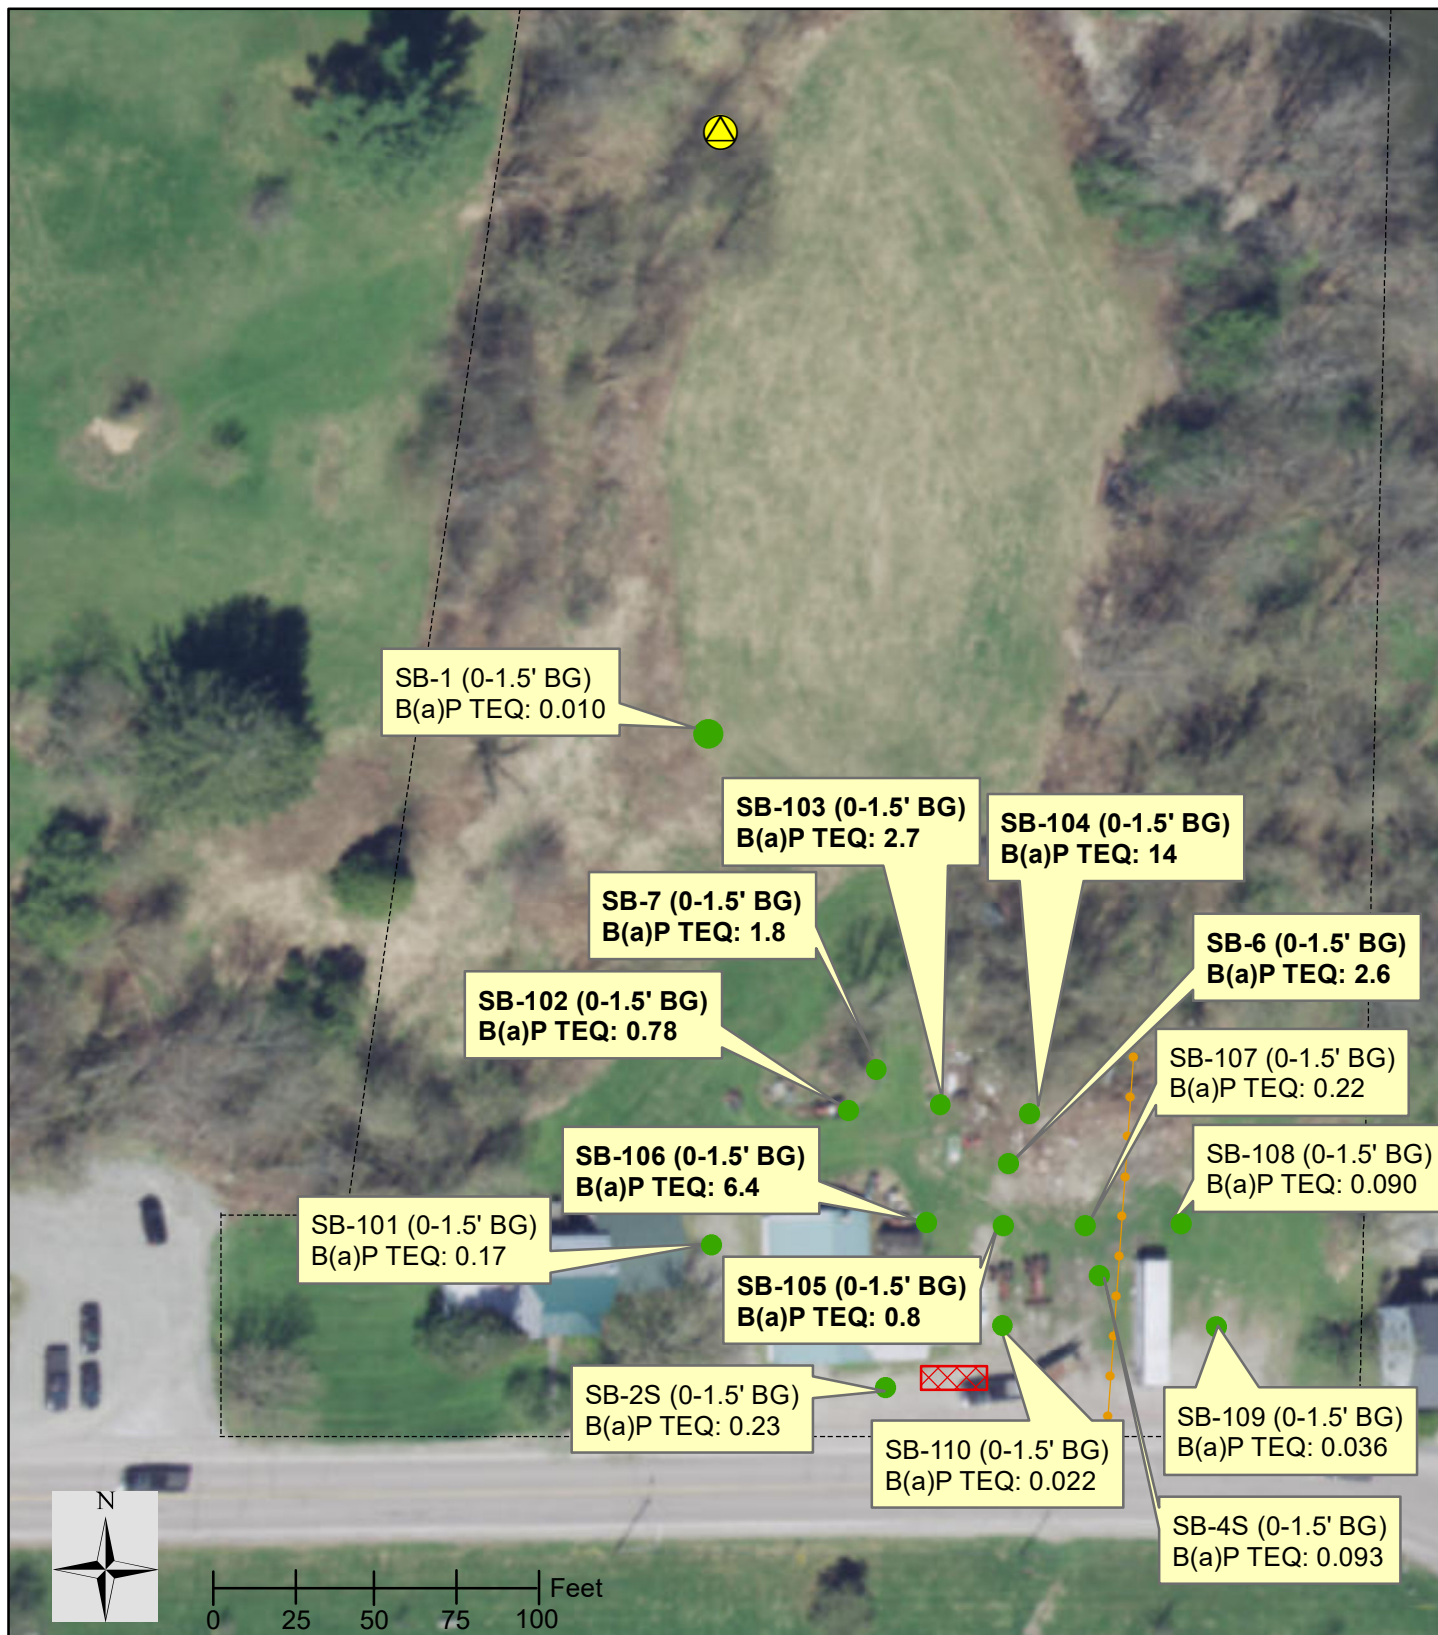 SB-1 (0-1.5' BG)
B(a)P TEQ: 0.010
SB-103 (0-1.5' BG)
B(a)P TEQ: 2.7
SB-104 (0-1.5' BG)
B(a)P TEQ: 14
SB-7 (0-1.5' BG)
B(a)P TEQ: 1.8
SB-6 (0-1.5' BG)
B(a)P TEQ: 2.6
SB-102 (0-1.5' BG)
B(a)P TEQ: 0.78
SB-107 (0-1.5' BG)
B(a)P TEQ: 0.22
SB-106 (0-1.5' BG)
B(a)P TEQ: 6.4
SB-108 (0-1.5' BG)
B(a)P TEQ: 0.090
SB-101 (0-1.5' BG)
B(a)P TEQ: 0.17
SB-105 (0-1.5' BG)
B(a)P TEQ: 0.8
SB-2S (0-1.5' BG)
B(a)P TEQ: 0.23
SB-109 (0-1.5' BG)
B(a)P TEQ: 0.036
SB-110 (0-1.5' BG)
B(a)P TEQ: 0.022
SB-4S (0-1.5' BG)
B(a)P TEQ: 0.093
N
Feet
0 25 50 75 100